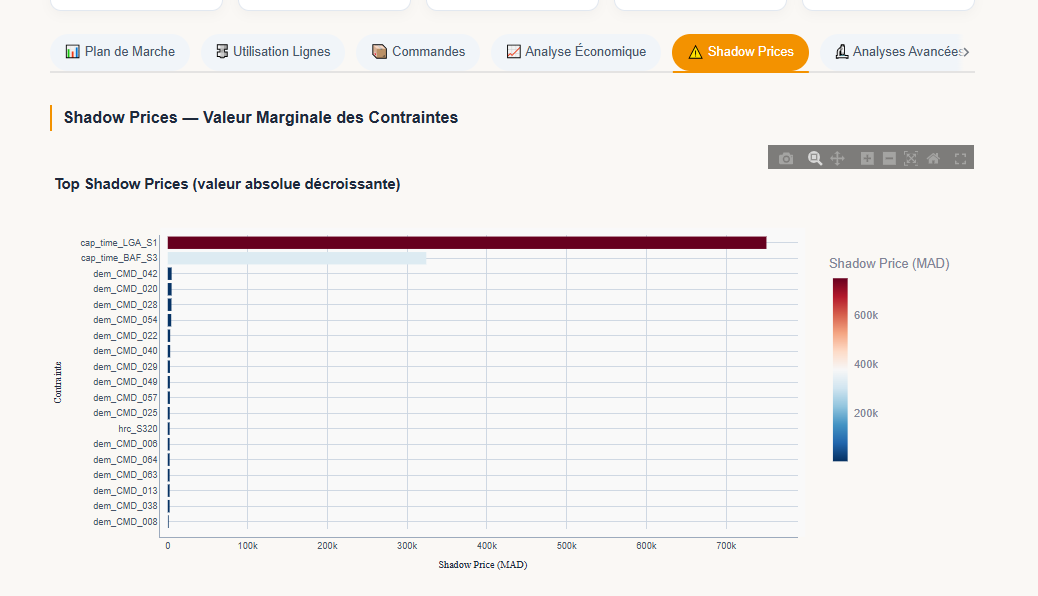 Plan de Marche
Utilisation Lignes
Commandes
Analyse Économique
Shadow Prices
Analyses Avancées
Shadow Prices — Valeur Marginale des Contraintes
Top Shadow Prices (valeur absolue décroissante)
cap_time_LGA_S1
cap_time_BAF_S3
dem_CMD_042
dem_CMD_020
dem_CMD_028
dem_CMD_054
dem_CMD_022
dem_CMD_040
dem_CMD_029
dem_CMD_049
dem_CMD_057
dem_CMD_025
hrc_S320
dem_CMD_006
dem_CMD_064
dem_CMD_063
dem_CMD_013
dem_CMD_038
dem_CMD_008
Contrainte
0 100k 200k 300k 400k 500k 600k 700k
Shadow Price (MAD)
Shadow Price (MAD)
600k
400k
200k